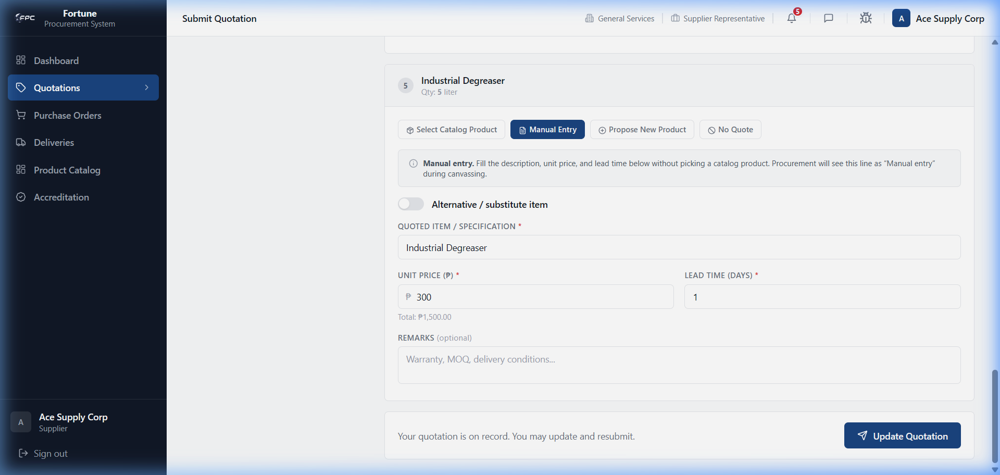 FPC
Fortune
Procurement System
Dashboard
Quotations
Purchase Orders
Deliveries
Product Catalog
Accreditation
A
Ace Supply Corp
Supplier
Sign out
Submit Quotation
General Services
Supplier Representative
5
A
Ace Supply Corp
5
Industrial Degreaser
Qty: 5 liter
Select Catalog Product
Manual Entry
Propose New Product
No Quote
Manual entry. Fill the description, unit price, and lead time below without picking a catalog product. Procurement will see this line as “Manual entry”
during canvassing.
Alternative / substitute item
QUOTED ITEM / SPECIFICATION *
Industrial Degreaser
UNIT PRICE (₱) *
₱ 300
Total: ₱1,500.00
LEAD TIME (DAYS) *
1
REMARKS (optional)
Warranty, MOQ, delivery conditions...
Your quotation is on record. You may update and resubmit.
Update Quotation